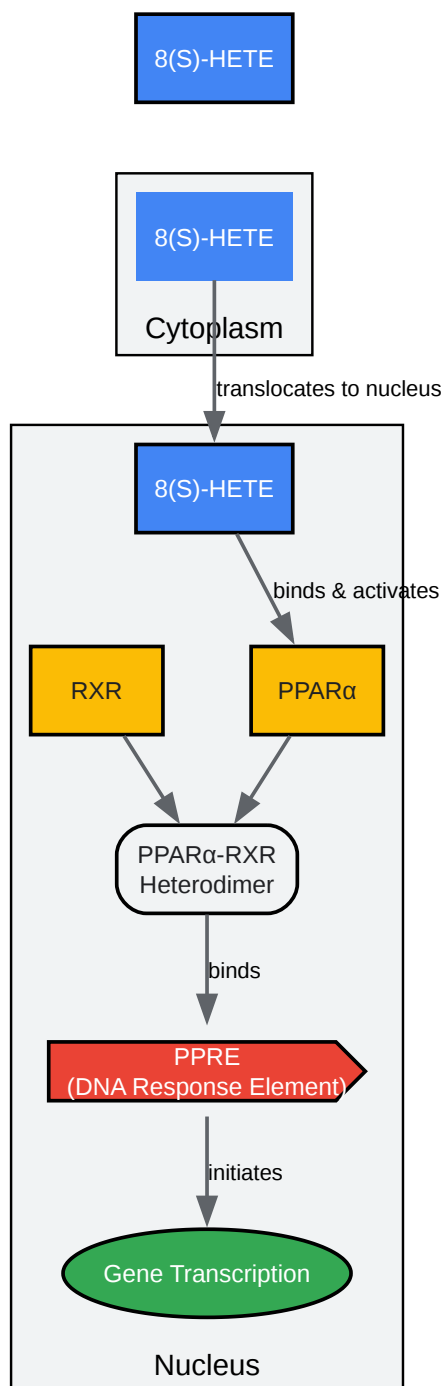 8(S)-HETE
8(S)-HETE
Cytoplasm
translocates to nucleus
8(S)-HETE
binds & activates
RXR
PPARα
PPARα-RXR
Heterodimer
binds
PPRE
(DNA Response Element)
initiates
Gene Transcription
Nucleus